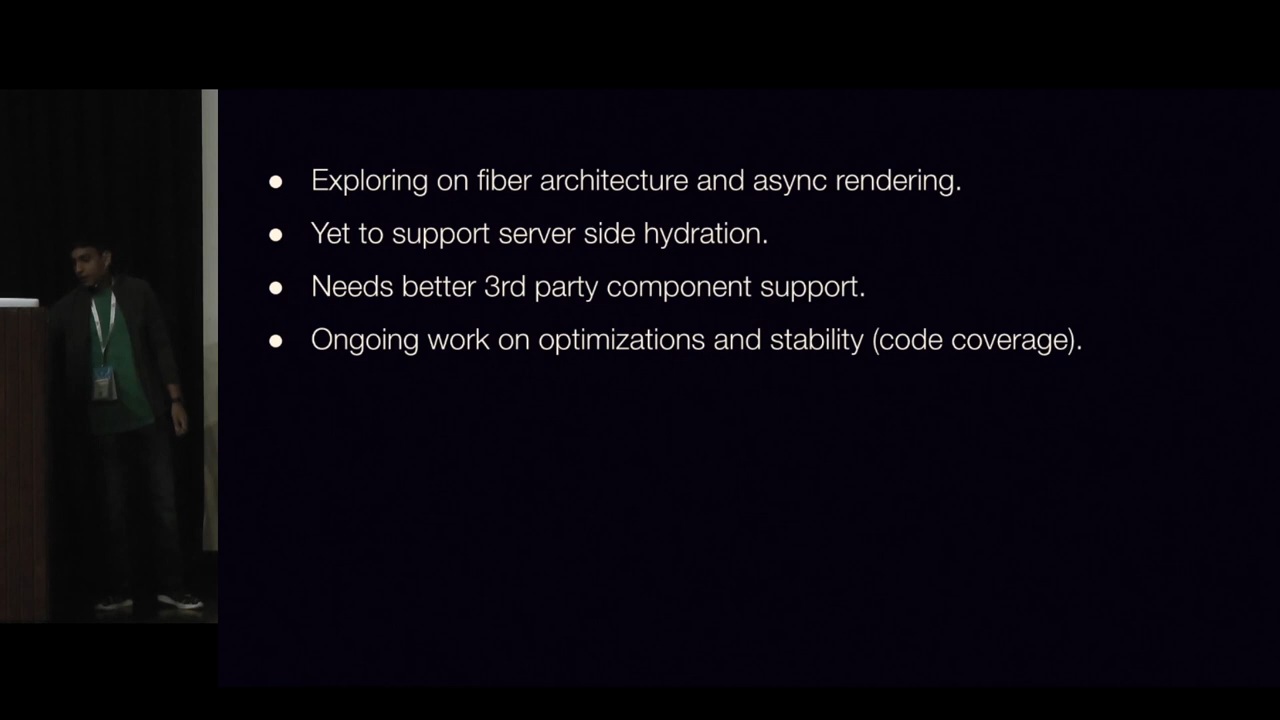 ● Exploring on fiber architecture and async rendering.
● Yet to support server side hydration.
● Needs better 3rd party component support.
● Ongoing work on optimizations and stability (code coverage).